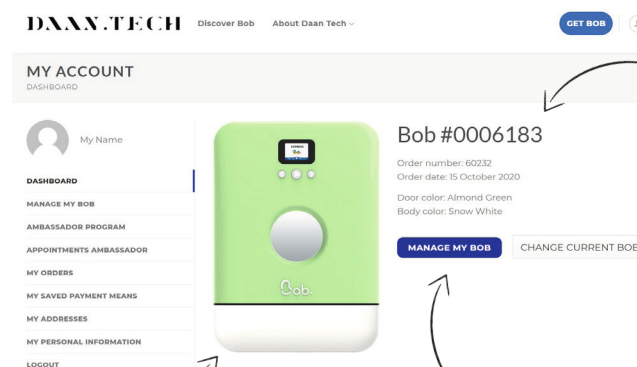 DAAN.TECH
Discover Bob
About Daan Tech
GET BOB
MY ACCOUNT
DASHBOARD
My Name
DASHBOARD
MANAGE MY BOB
AMBASSADOR PROGRAM
APPOINTMENTS AMBASSADOR
MY ORDERS
MY SAVED PAYMENT MEANS
MY ADDRESSES
MY PERSONAL INFORMATION
LOGOUT
Bob.
Bob.
Bob #0006183
Order number: 60232
Order date: 15 October 2020
Door color: Almond Green
Body color: Snow White
MANAGE MY BOB
CHANGE CURRENT BOB